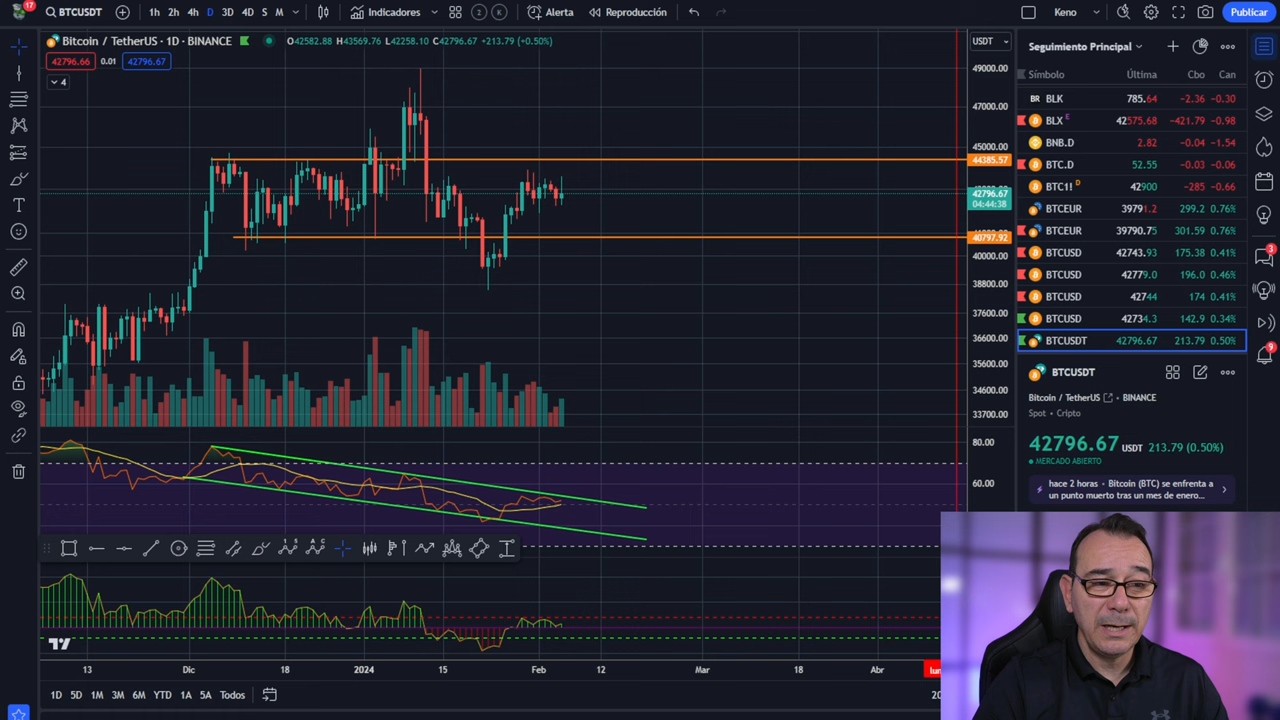 17
BTCUSDT
1h 2h 4h D 3D 4D S M
Indicadores
2 K
Alerta
Reproducción
Keno
Publicar
Bitcoin / TetherUS · 1D · BINANCE
O42582.88 H43569.76 L42258.10 C42796.67 +213.79 (+0.50%)
USDT
42796.66 0.01 42796.67
4
49000.00
47000.00
45000.00
44385.57
42796.67
04:44:38
40797.92
40000.00
38800.00
37600.00
36600.00
35600.00
34600.00
33700.00
80.00
60.00
13 Dic 18 2024 15 Feb 12 Mar 18 Abr lun
1D 5D 1M 3M 6M YTD 1A 5A Todos
Seguimiento Principal
Símbolo Última Cbo Can
BLK 785.64 -2.36 -0.30
BLX E 42575.68 -421.79 -0.98
BNB.D 2.82 -0.04 -1.54
BTC.D 52.55 -0.03 -0.06
BTC1! D 42900 -285 -0.66
BTCEUR 39791.2 299.2 0.76%
BTCEUR 39790.75 301.59 0.76%
BTCUSD 42743.93 175.38 0.41%
BTCUSD 42779.0 196.0 0.46%
BTCUSD 42744 174 0.41%
BTCUSD 42734.3 142.9 0.34%
BTCUSDT 42796.67 213.79 0.50%
BTCUSDT
Bitcoin / TetherUS · BINANCE
Spot · Cripto
42796.67 USDT 213.79 (0.50%)
MERCADO ABIERTO
hace 2 horas · Bitcoin (BTC) se enfrenta a
un punto muerto tras un mes de enero...
3
9